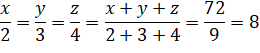 x/2 = y/3 = z/4 = (x + y + z)/(2 + 3 + 4) = 72/9 = 8